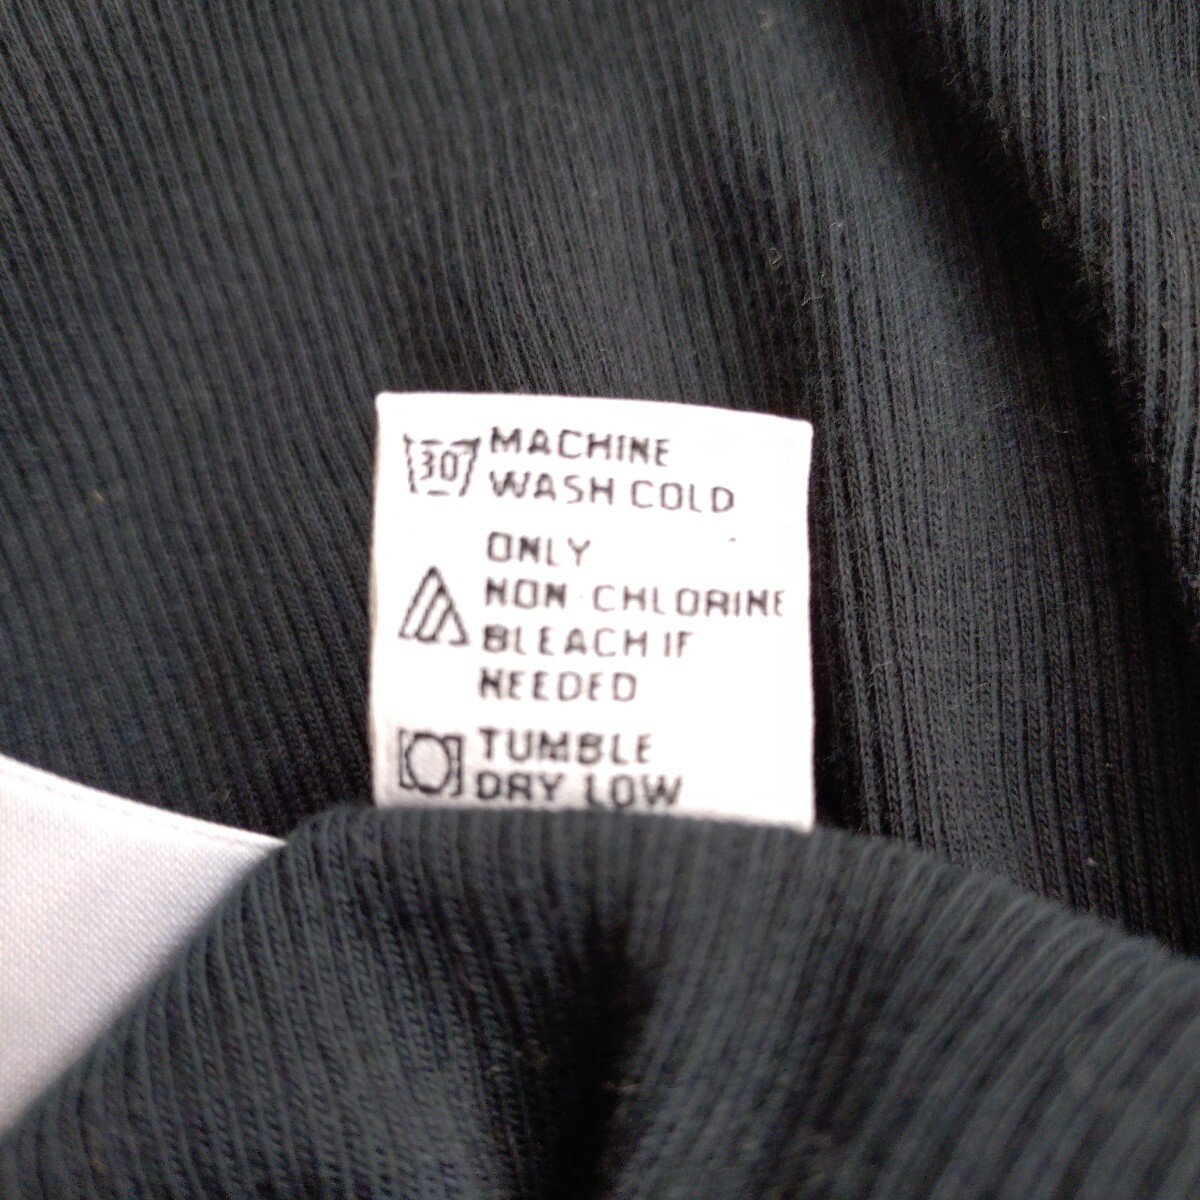 30 MACHINE
WASH COLD
ONLY
NON-CHLORINE
BLEACH IF
NEEDED
TUMBLE
DRY LOW